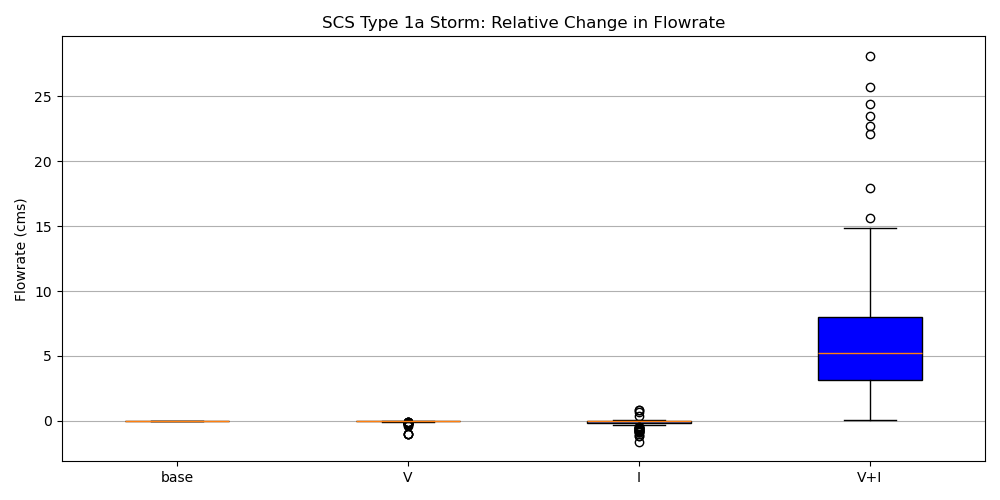 SCS Type 1a Storm: Relative Change in Flowrate
Flowrate (cms)
25
20
15
10
5
0
base
V
I
V+I